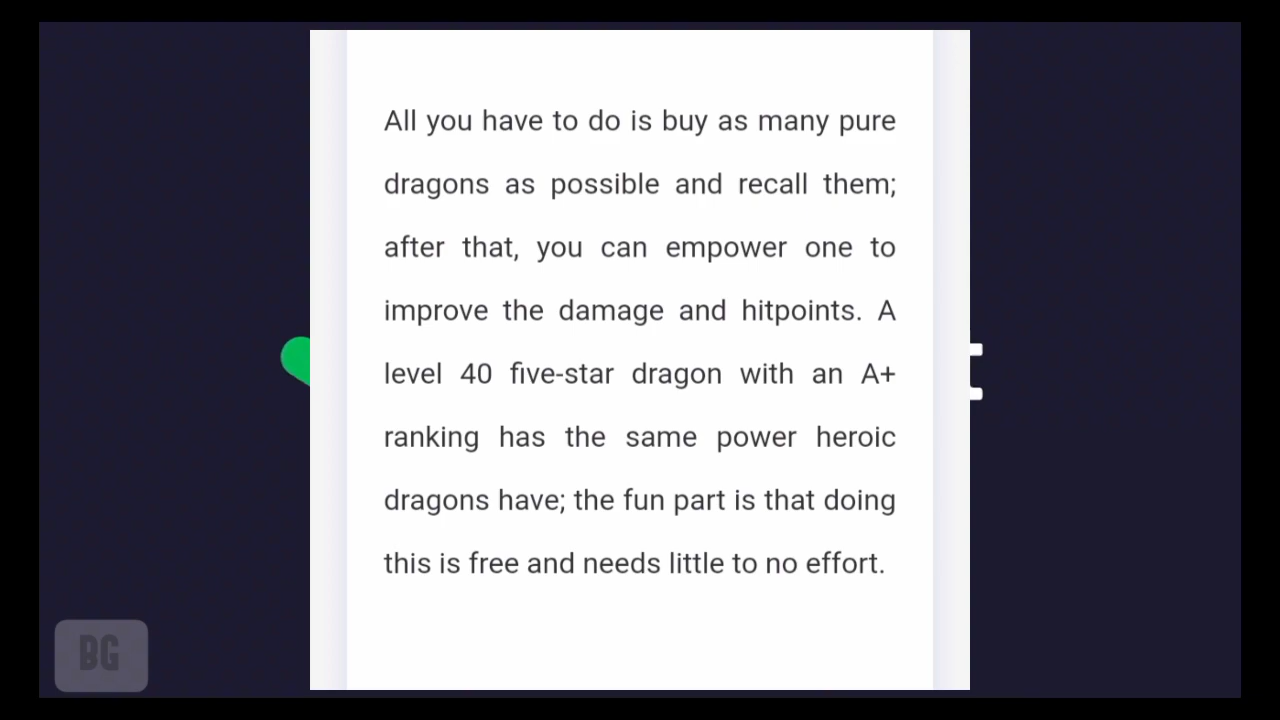 All you have to do is buy as many pure
dragons as possible and recall them;
after that, you can empower one to
improve the damage and hitpoints. A
level 40 five-star dragon with an A+
ranking has the same power heroic
dragons have; the fun part is that doing
this is free and needs little to no effort.
BG